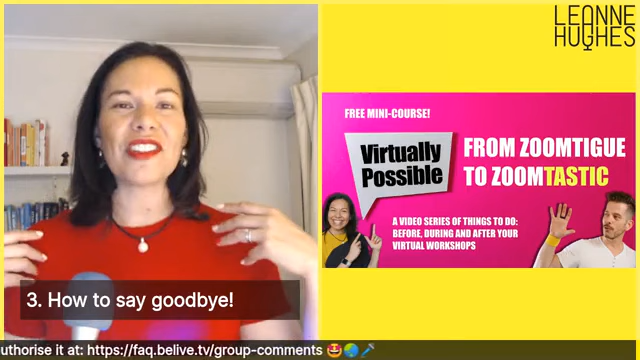 LEANNE
HUGHES
FREE MINI-COURSE!
Virtually
Possible
FROM ZOOMTIGUE
TO ZOOMTASTIC
A VIDEO SERIES OF THINGS TO DO:
BEFORE, DURING AND AFTER YOUR
VIRTUAL WORKSHOPS
3. How to say goodbye!
uthorise it at: https://faq.belive.tv/group-comments 🤩🌏🎤